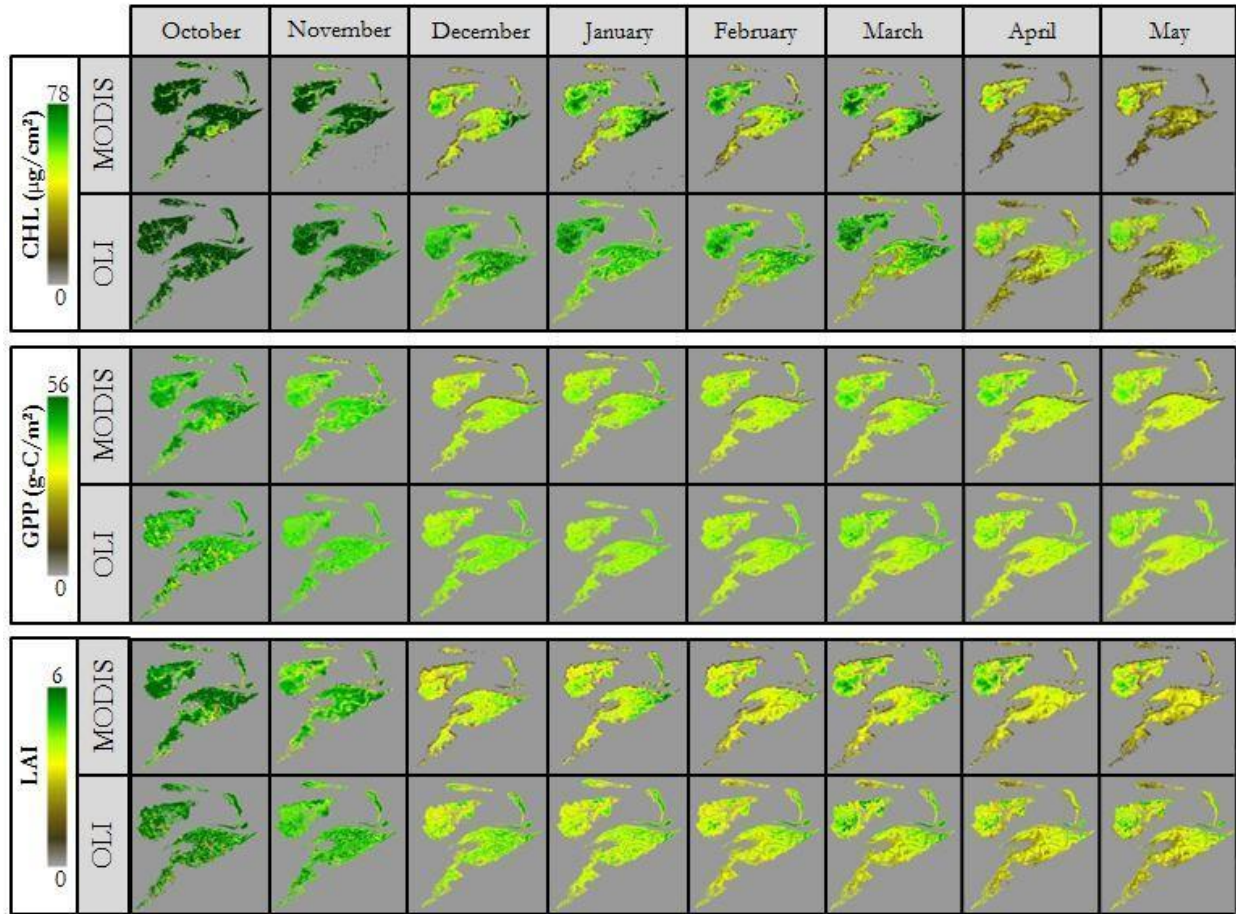 October November December January February March April May
CHL (µg/cm²)
78
0
MODIS
OLI
GPP (g-C/m²)
56
0
MODIS
OLI
LAI
6
0
MODIS
OLI